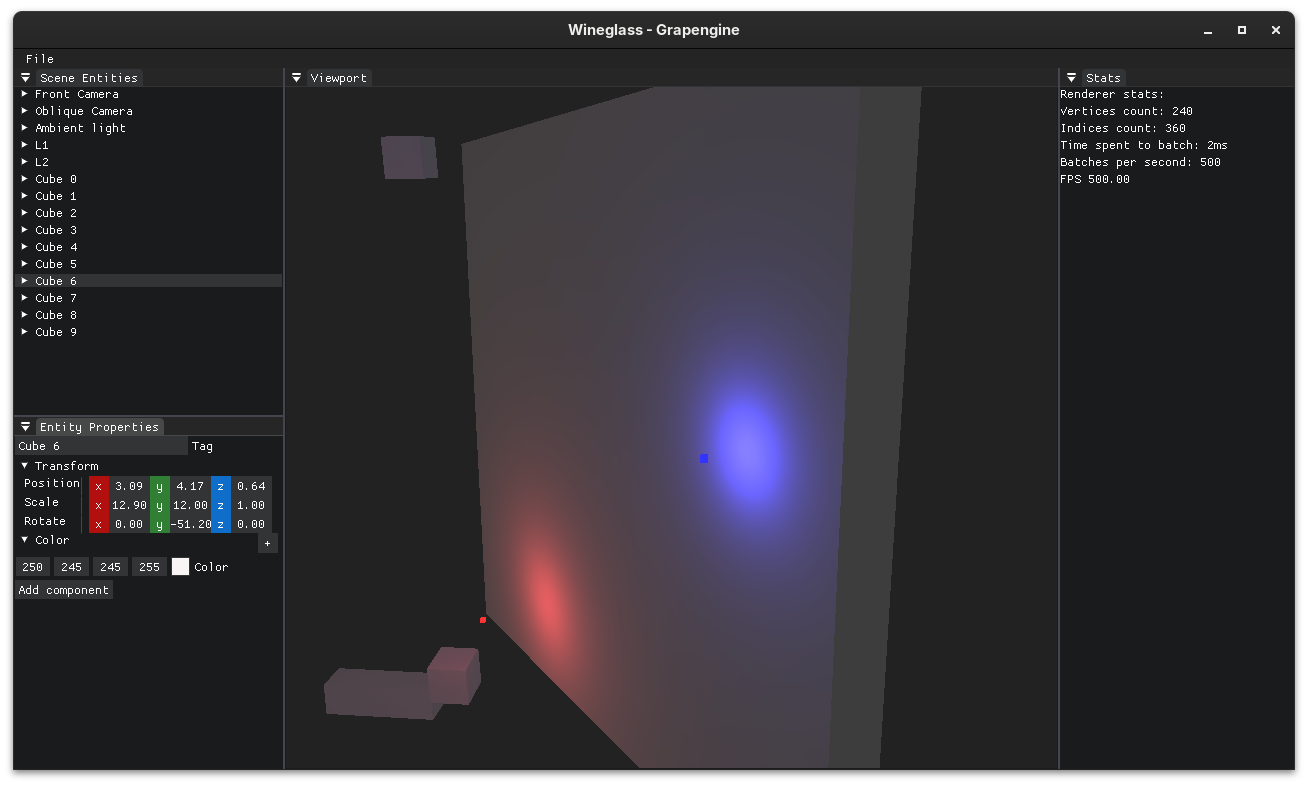 Wineglass - Grapengine
File
Scene Entities
Front Camera
Oblique Camera
Ambient light
L1
L2
Cube 0
Cube 1
Cube 2
Cube 3
Cube 4
Cube 5
Cube 6
Cube 7
Cube 8
Cube 9
Entity Properties
Cube 6 Tag
Transform
Position x 3.09 y 4.17 z 0.64
Scale x 12.90 y 12.00 z 1.00
Rotate x 0.00 y -51.20 z 0.00
Color +
250 245 245 255 Color
Add component
Viewport
Stats
Renderer stats:
Vertices count: 240
Indices count: 360
Time spent to batch: 2ms
Batches per second: 500
FPS 500.00